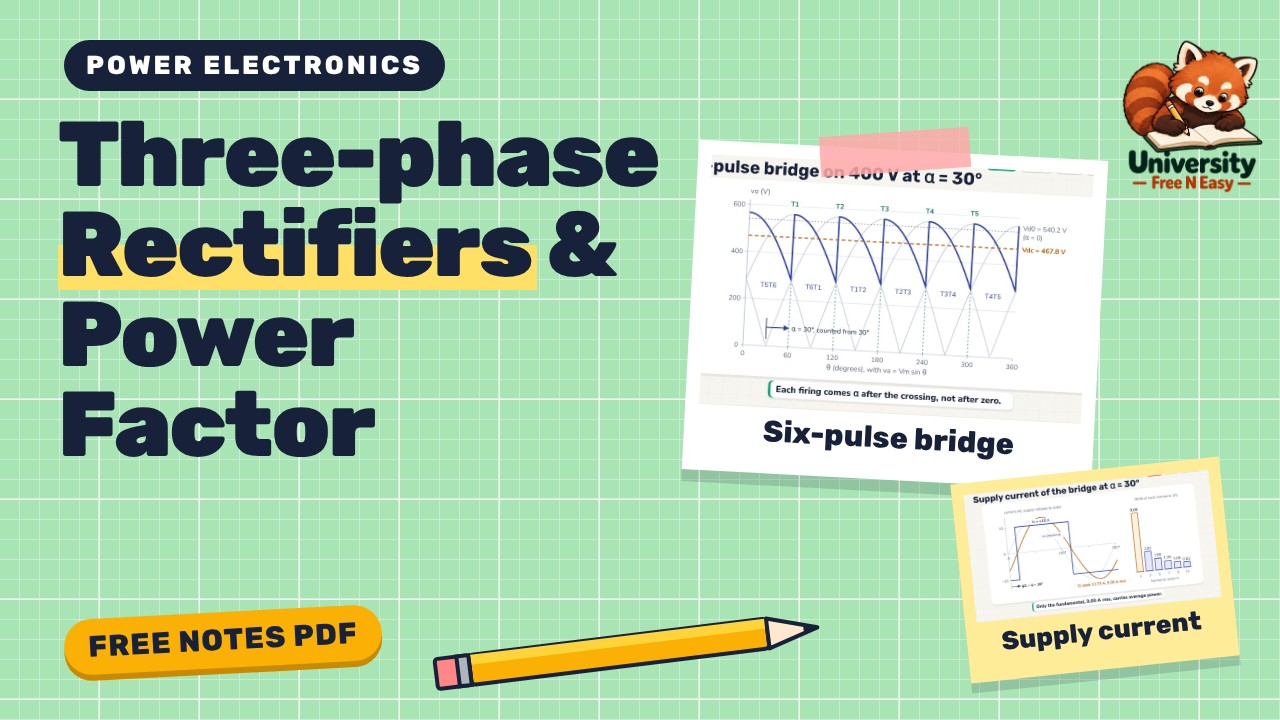 POWER ELECTRONICS
Three-phase
Rectifiers &
Power
Factor
FREE NOTES PDF
University
Free N Easy
pulse bridge on 400 V at α = 30°
vo (V)
600
400
200
0
T1
T2
T3
T4
T5
Vd0 = 540.2 V
(α = 0)
Vdc = 467.8 V
T5T6
T6T1
T1T2
T2T3
T3T4
T4T5
α = 30°, counted from 30°
0
60
120
180
240
300
360
θ (degrees), with va = Vm sin θ
Each firing comes α after the crossing, not after zero.
Six-pulse bridge
Supply current of the bridge at α = 30°
Only the fundamental, 9.00 A rms, carries average power.
Supply current